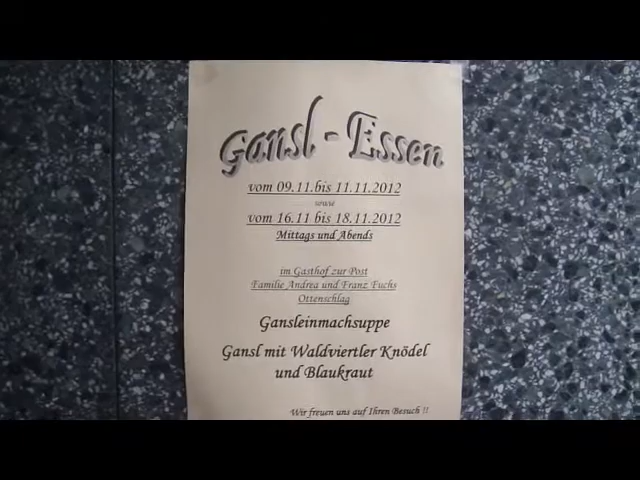 Gansl - Essen
vom 09.11.bis 11.11.2012
sowie
vom 16.11 bis 18.11.2012
Mittags und Abends
im Gasthof zur Post
Familie Andrea und Franz Fuchs
Ottenschlag
Gansleinmachsuppe
Gansl mit Waldviertler Knödel
und Blaukraut
Wir freuen uns auf Ihren Besuch !!